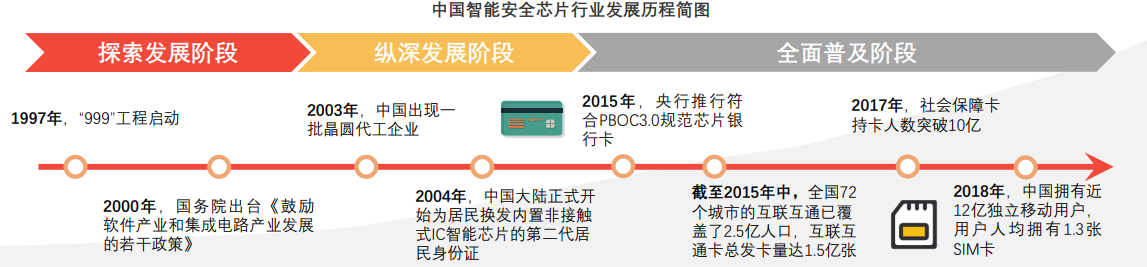 中国智能安全芯片行业发展历程简图
探索发展阶段
纵深发展阶段
全面普及阶段
1997年，“999”工程启动
2000年，国务院出台《鼓励
软件产业和集成电路产业发展
的若干政策》
2003年，中国出现一
批晶圆代工企业
2004年，中国大陆正式开
始为居民换发内置非接触
式IC智能芯片的第二代居
民身份证
2015年，央行推行符
合PBOC3.0规范芯片银
行卡
截至2015年中，全国72
个城市的互联互通已覆
盖了2.5亿人口，互联互
通卡总发卡量达1.5亿张
2017年，社会保障卡
持卡人数突破10亿
2018年，中国拥有近
12亿独立移动用户，
用户人均拥有1.3张
SIM卡